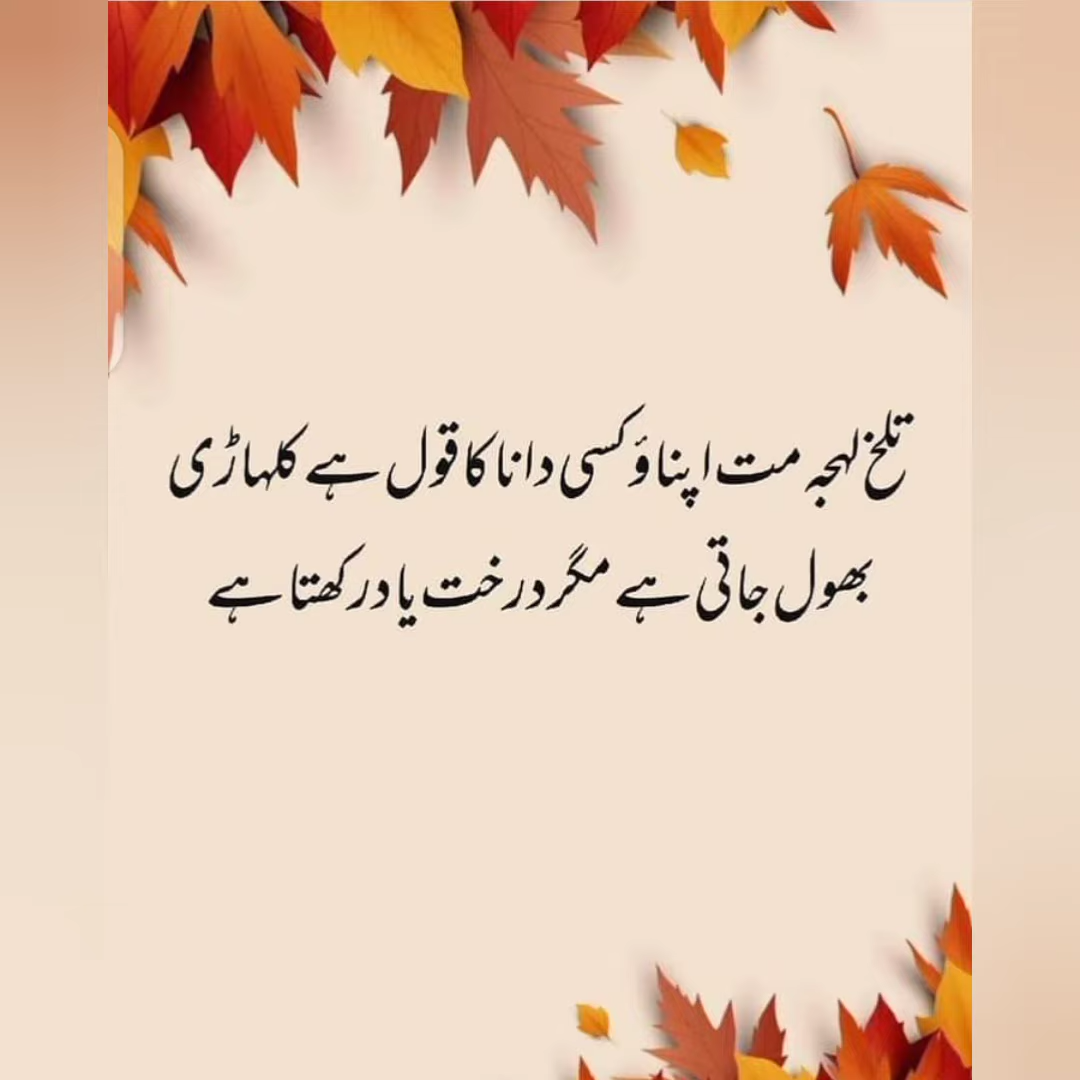 تلخ لہجہ مت اپناؤ کسی دانا کا قول ہے کلہاڑی
بھول جاتی ہے مگر درخت یاد رکھتا ہے